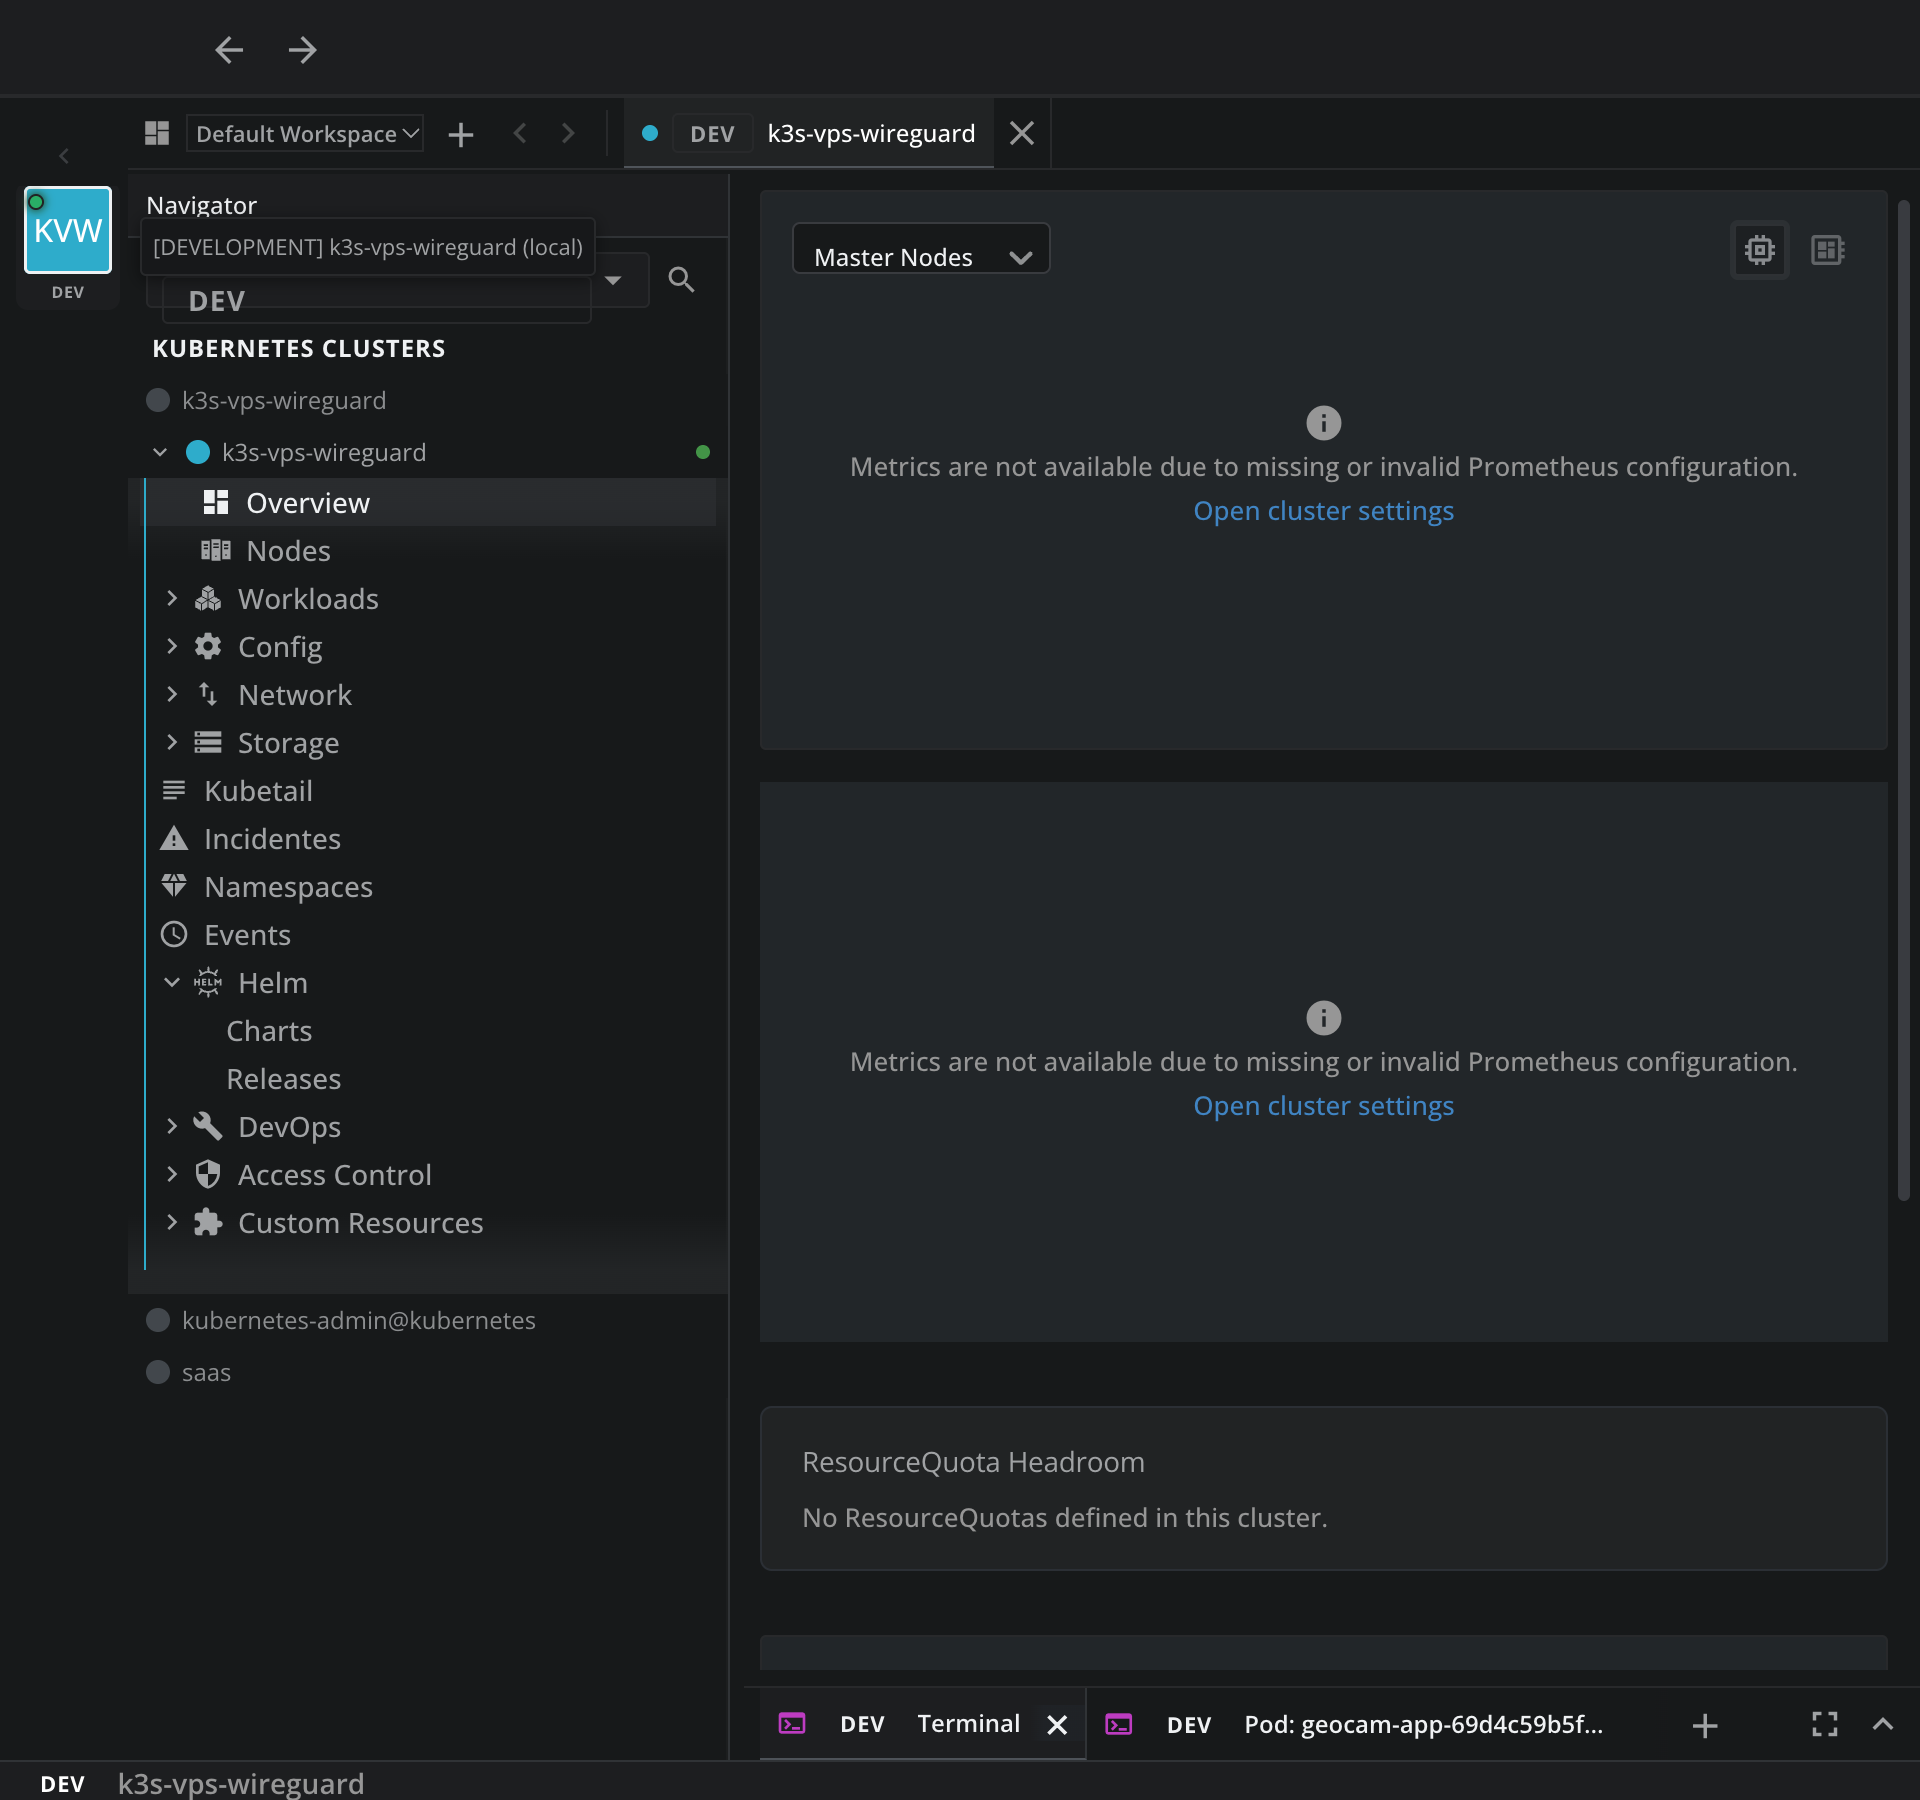 Default Workspace
DEV k3s-vps-wireguard
KVW
DEV
Navigator
[DEVELOPMENT] k3s-vps-wireguard (local)
DEV
KUBERNETES CLUSTERS
k3s-vps-wireguard
k3s-vps-wireguard
Overview
Nodes
Workloads
Config
Network
Storage
Kubetail
Incidentes
Namespaces
Events
HELM Helm
Charts
Releases
DevOps
Access Control
Custom Resources
kubernetes-admin@kubernetes
saas
Master Nodes
Metrics are not available due to missing or invalid Prometheus configuration.
Open cluster settings
Metrics are not available due to missing or invalid Prometheus configuration.
Open cluster settings
ResourceQuota Headroom
No ResourceQuotas defined in this cluster.
DEV Terminal
DEV Pod: geocam-app-69d4c59b5f...
DEV k3s-vps-wireguard